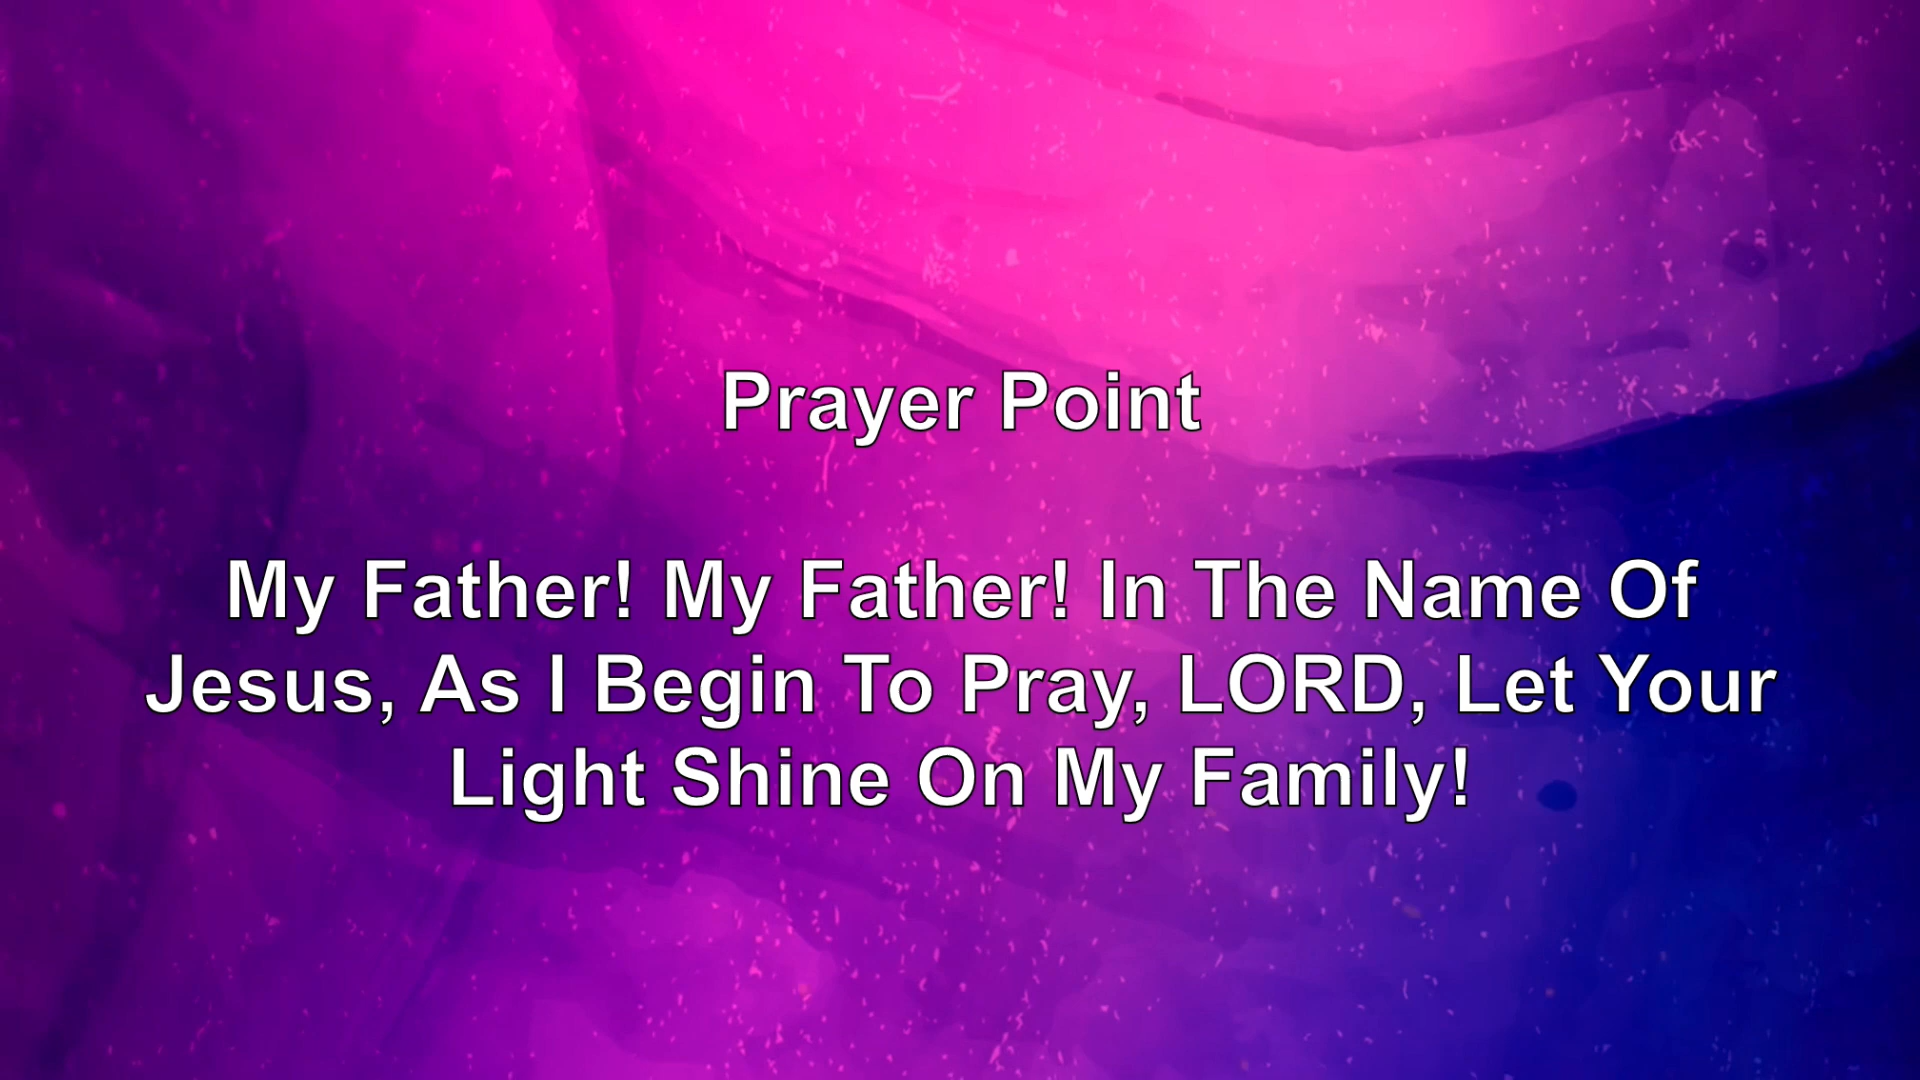 Prayer Point
My Father! My Father! In The Name Of
Jesus, As I Begin To Pray, LORD, Let Your
Light Shine On My Family!